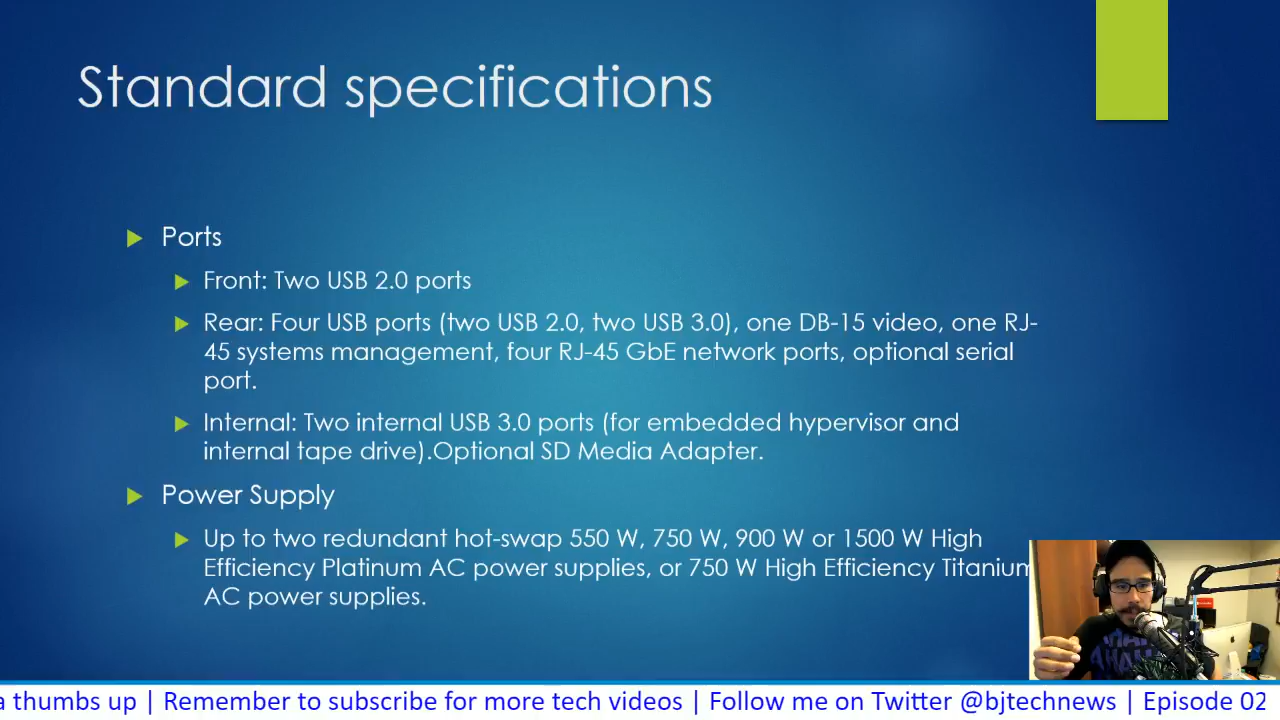 Standard specifications
Ports
Front: Two USB 2.0 ports
Rear: Four USB ports (two USB 2.0, two USB 3.0), one DB-15 video, one RJ-
45 systems management, four RJ-45 GbE network ports, optional serial
port.
Internal: Two internal USB 3.0 ports (for embedded hypervisor and
internal tape drive).Optional SD Media Adapter.
Power Supply
Up to two redundant hot-swap 550 W, 750 W, 900 W or 1500 W High
Efficiency Platinum AC power supplies, or 750 W High Efficiency Titanium
AC power supplies.
a thumbs up | Remember to subscribe for more tech videos | Follow me on Twitter @bjtechnews | Episode 02